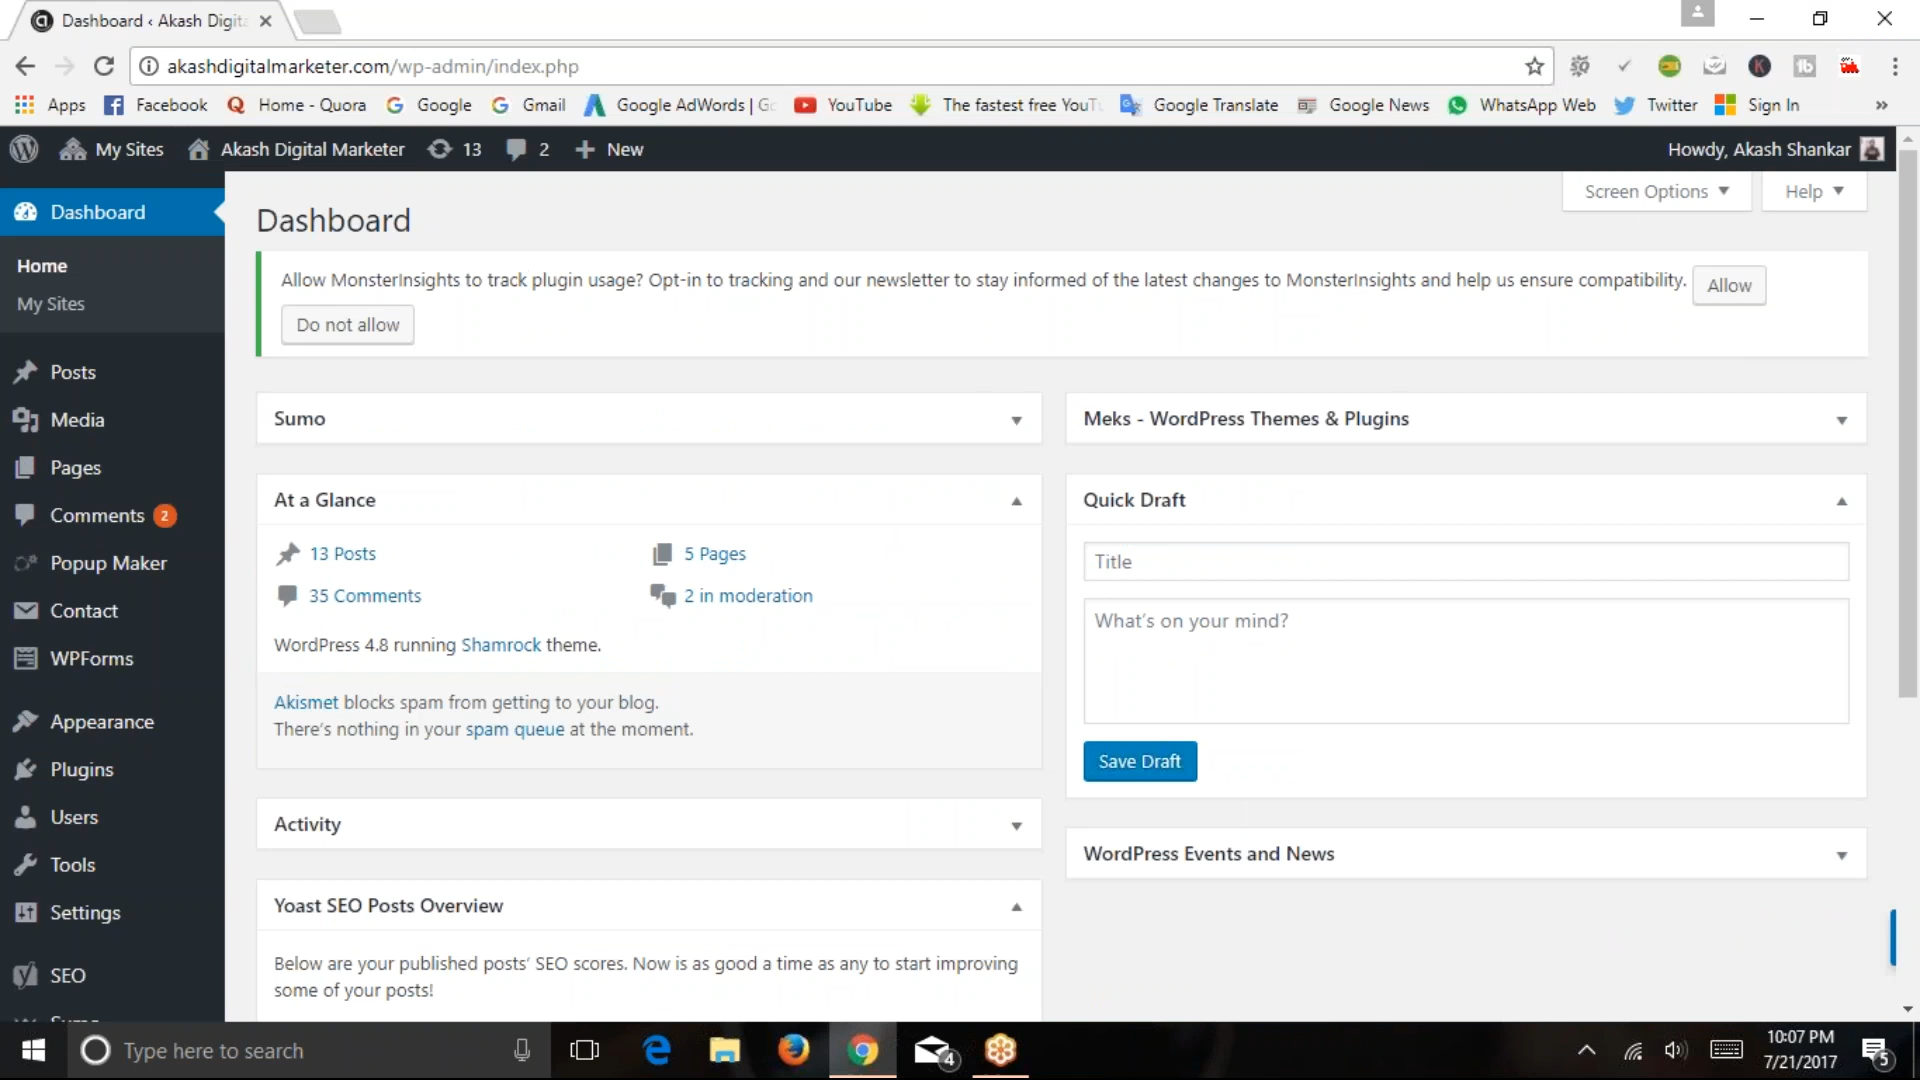 Dashboard ‹ Akash Digit
akashdigitalmarketer.com/wp-admin/index.php
Apps
Facebook
Home - Quora
Google
Gmail
Google AdWords | Go
YouTube
The fastest free YouT
Google Translate
Google News
WhatsApp Web
Twitter
Sign In
»
My Sites
Akash Digital Marketer
13
2
New
Howdy, Akash Shankar
Screen Options
Help
Dashboard
Home
My Sites
Posts
Media
Pages
Comments 2
Popup Maker
Contact
WPForms
Appearance
Plugins
Users
Tools
Settings
SEO
Dashboard
Allow MonsterInsights to track plugin usage? Opt-in to tracking and our newsletter to stay informed of the latest changes to MonsterInsights and help us ensure compatibility.
Allow
Do not allow
Sumo
At a Glance
13 Posts
5 Pages
35 Comments
2 in moderation
WordPress 4.8 running Shamrock theme.
Akismet blocks spam from getting to your blog.
There's nothing in your spam queue at the moment.
Activity
Yoast SEO Posts Overview
Below are your published posts' SEO scores. Now is as good a time as any to start improving
some of your posts!
Meks - WordPress Themes & Plugins
Quick Draft
Title
What's on your mind?
Save Draft
WordPress Events and News
Type here to search
4
10:07 PM
7/21/2017
5